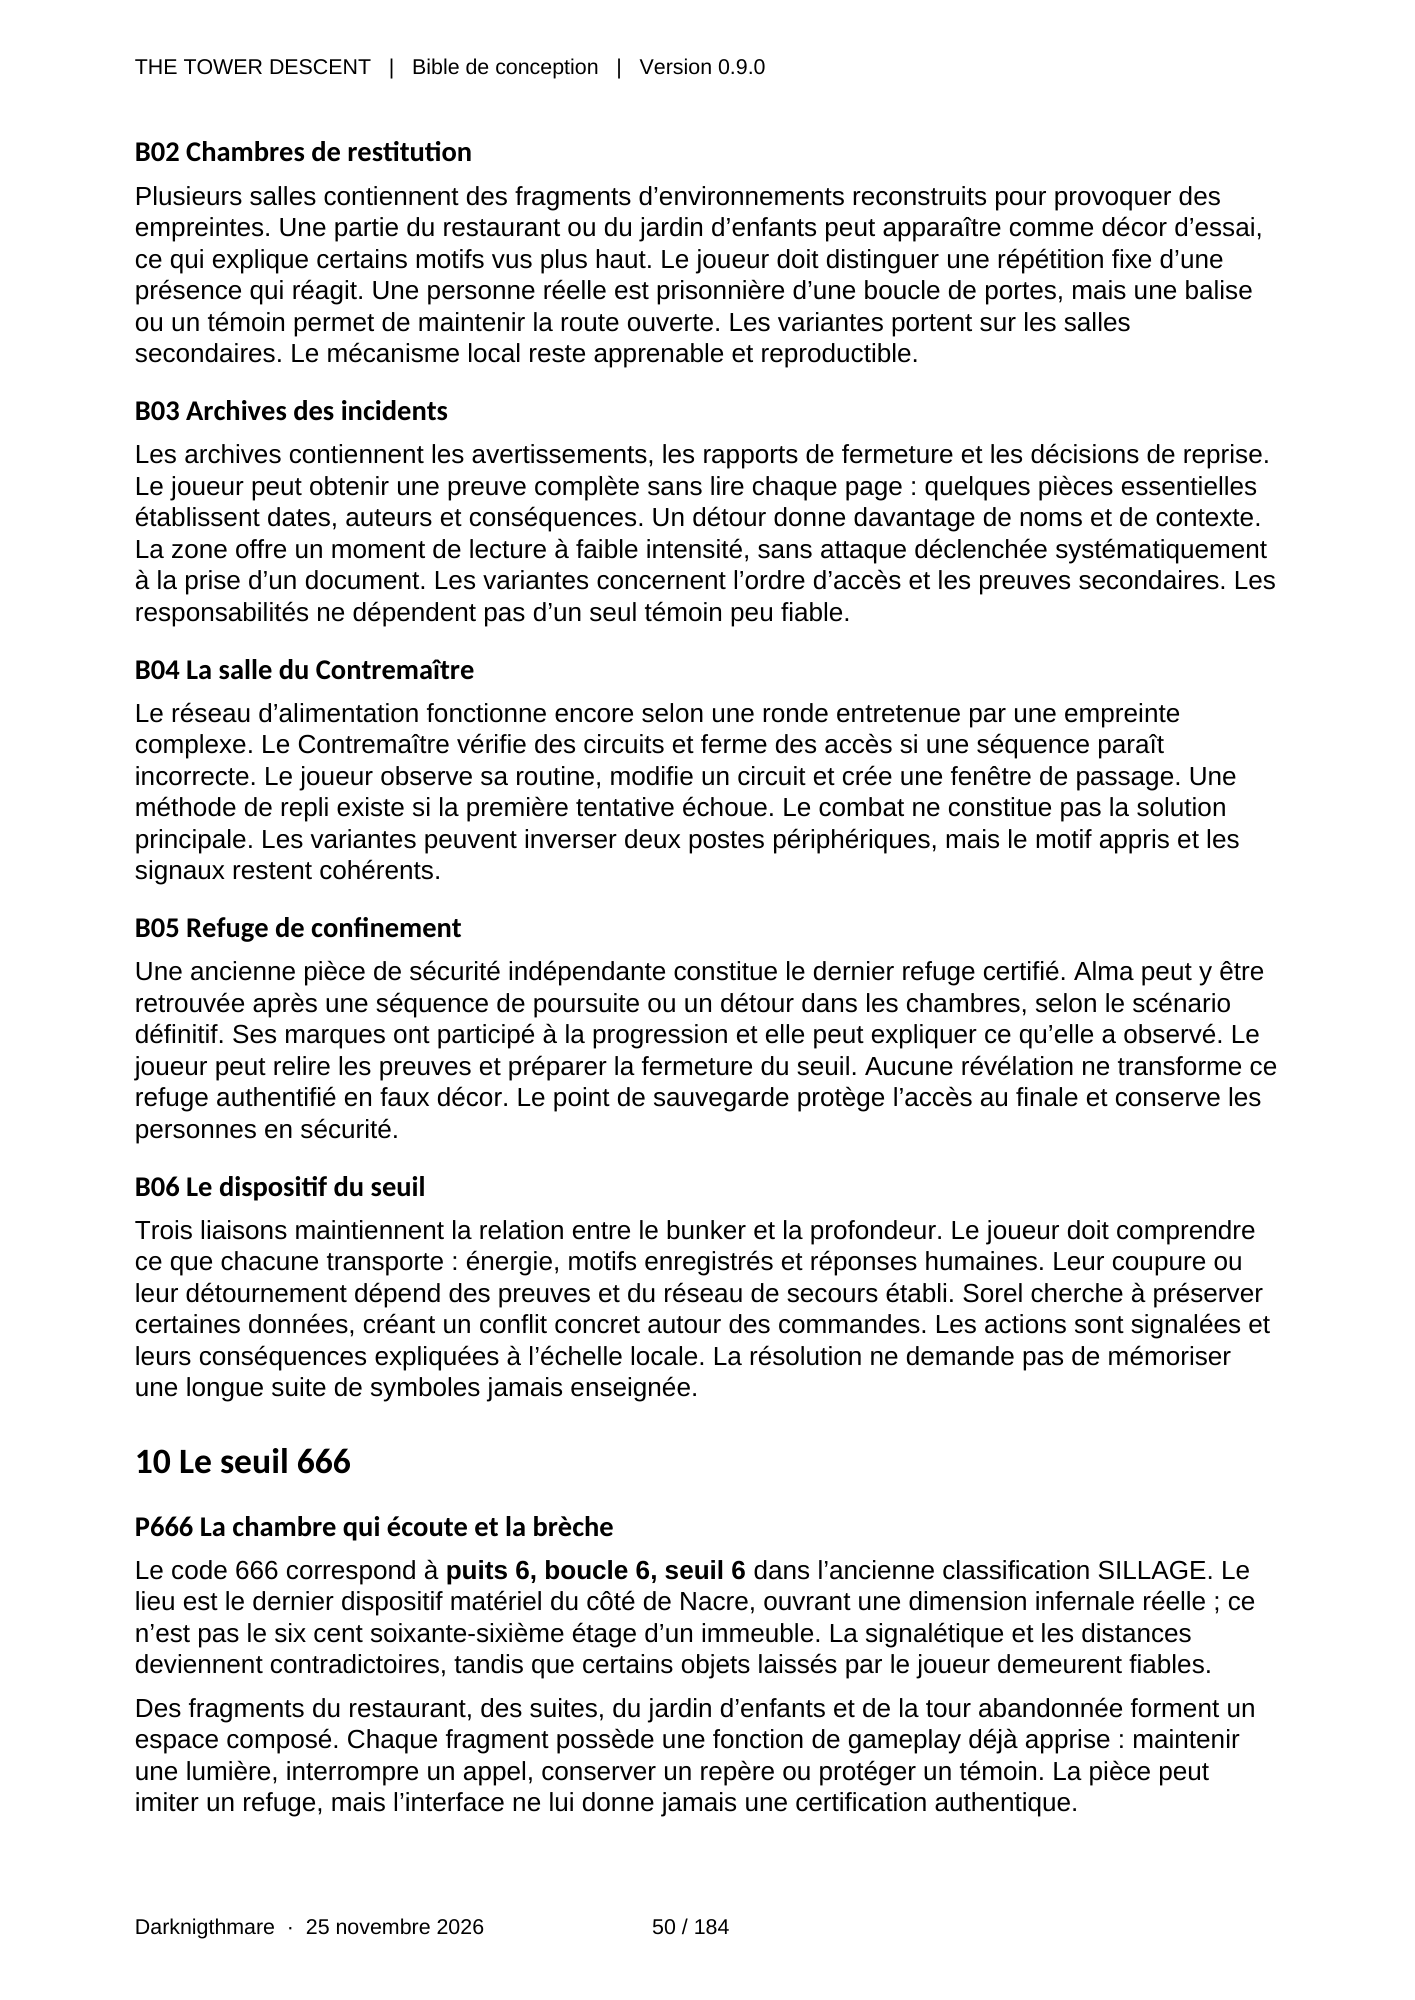 THE TOWER DESCENT | Bible de conception | Version 0.9.0
B02 Chambres de restitution
Plusieurs salles contiennent des fragments d’environnements reconstruits pour provoquer des
empreintes. Une partie du restaurant ou du jardin d’enfants peut apparaître comme décor d’essai,
ce qui explique certains motifs vus plus haut. Le joueur doit distinguer une répétition fixe d’une
présence qui réagit. Une personne réelle est prisonnière d’une boucle de portes, mais une balise
ou un témoin permet de maintenir la route ouverte. Les variantes portent sur les salles
secondaires. Le mécanisme local reste apprenable et reproductible.
B03 Archives des incidents
Les archives contiennent les avertissements, les rapports de fermeture et les décisions de reprise.
Le joueur peut obtenir une preuve complète sans lire chaque page : quelques pièces essentielles
établissent dates, auteurs et conséquences. Un détour donne davantage de noms et de contexte.
La zone offre un moment de lecture à faible intensité, sans attaque déclenchée systématiquement
à la prise d’un document. Les variantes concernent l’ordre d’accès et les preuves secondaires. Les
responsabilités ne dépendent pas d’un seul témoin peu fiable.
B04 La salle du Contremaître
Le réseau d’alimentation fonctionne encore selon une ronde entretenue par une empreinte
complexe. Le Contremaître vérifie des circuits et ferme des accès si une séquence paraît
incorrecte. Le joueur observe sa routine, modifie un circuit et crée une fenêtre de passage. Une
méthode de repli existe si la première tentative échoue. Le combat ne constitue pas la solution
principale. Les variantes peuvent inverser deux postes périphériques, mais le motif appris et les
signaux restent cohérents.
B05 Refuge de confinement
Une ancienne pièce de sécurité indépendante constitue le dernier refuge certifié. Alma peut y être
retrouvée après une séquence de poursuite ou un détour dans les chambres, selon le scénario
définitif. Ses marques ont participé à la progression et elle peut expliquer ce qu’elle a observé. Le
joueur peut relire les preuves et préparer la fermeture du seuil. Aucune révélation ne transforme ce
refuge authentifié en faux décor. Le point de sauvegarde protège l’accès au finale et conserve les
personnes en sécurité.
B06 Le dispositif du seuil
Trois liaisons maintiennent la relation entre le bunker et la profondeur. Le joueur doit comprendre
ce que chacune transporte : énergie, motifs enregistrés et réponses humaines. Leur coupure ou
leur détournement dépend des preuves et du réseau de secours établi. Sorel cherche à préserver
certaines données, créant un conflit concret autour des commandes. Les actions sont signalées et
leurs conséquences expliquées à l’échelle locale. La résolution ne demande pas de mémoriser
une longue suite de symboles jamais enseignée.
10 Le seuil 666
P666 La chambre qui écoute et la brèche
Le code 666 correspond à puits 6, boucle 6, seuil 6 dans l’ancienne classification SILLAGE. Le
lieu est le dernier dispositif matériel du côté de Nacre, ouvrant une dimension infernale réelle ; ce
n’est pas le six cent soixante-sixième étage d’un immeuble. La signalétique et les distances
deviennent contradictoires, tandis que certains objets laissés par le joueur demeurent fiables.
Des fragments du restaurant, des suites, du jardin d’enfants et de la tour abandonnée forment un
espace composé. Chaque fragment possède une fonction de gameplay déjà apprise : maintenir
une lumière, interrompre un appel, conserver un repère ou protéger un témoin. La pièce peut
imiter un refuge, mais l’interface ne lui donne jamais une certification authentique.
Darknigthmare · 25 novembre 2026 50 / 184